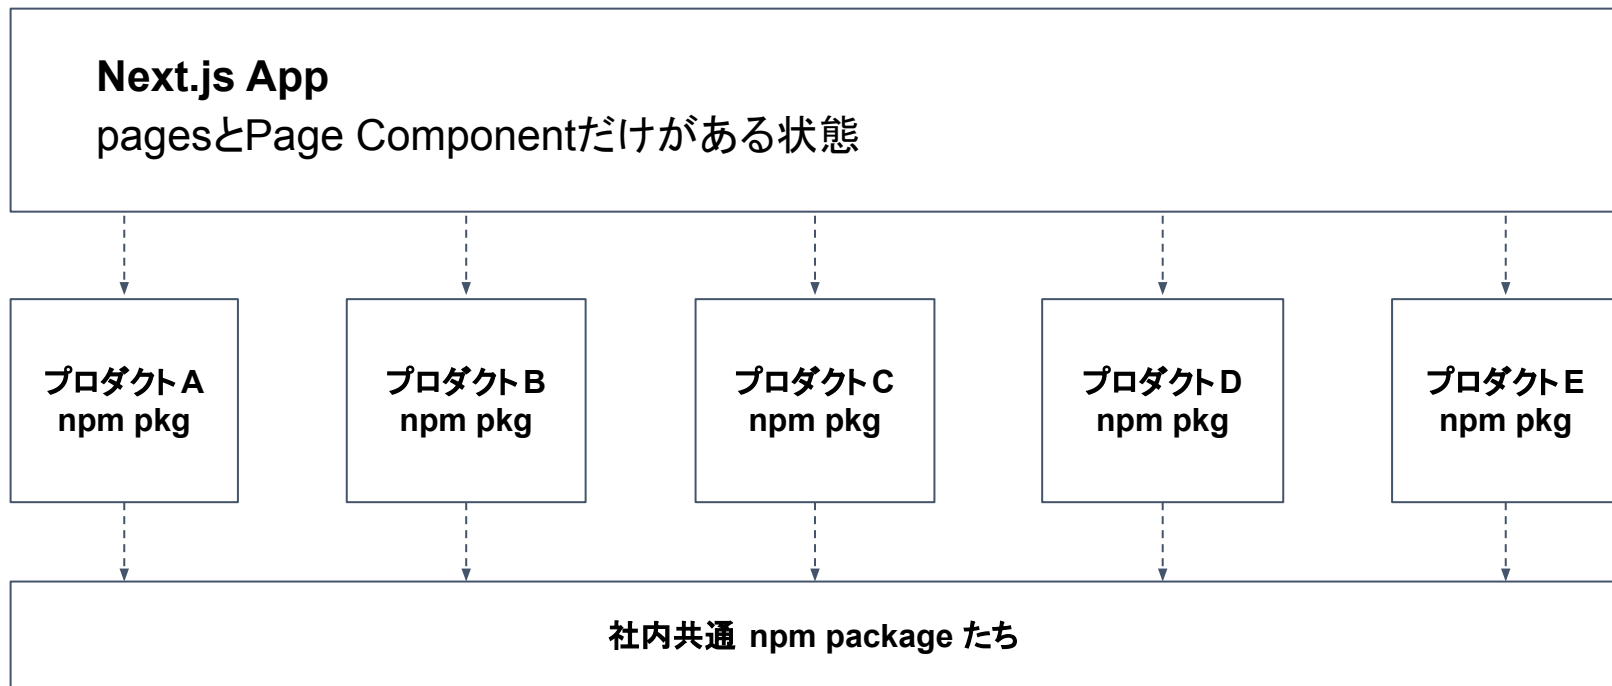 Next.js App
pagesとPage Componentだけがある状態
プロダクトA
npm pkg
プロダクトB
npm pkg
プロダクトC
npm pkg
プロダクトD
npm pkg
プロダクトE
npm pkg
社内共通 npm package たち